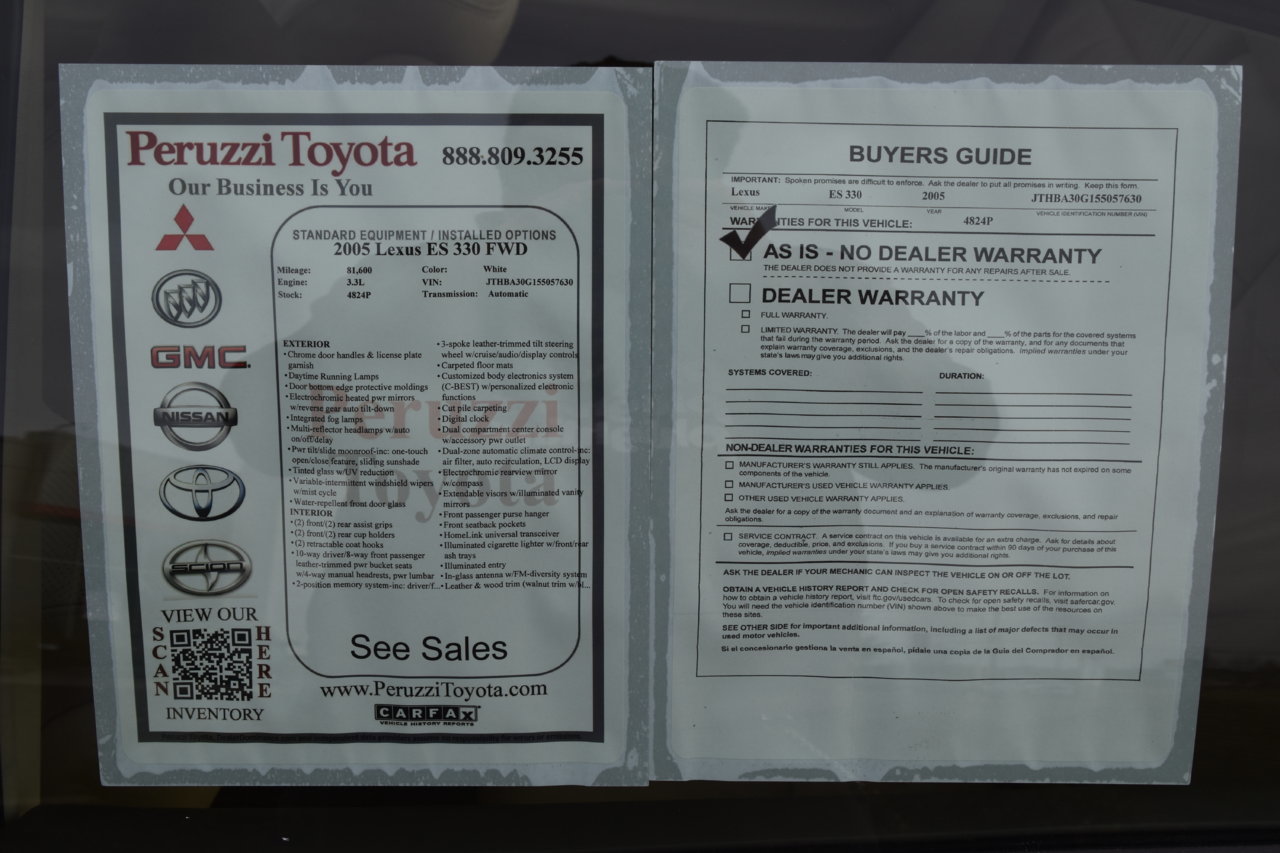 Peruzzi Toyota 888.809.3255
Our Business Is You
STANDARD EQUIPMENT / INSTALLED OPTIONS
2005 Lexus ES 330 FWD
Mileage: 81,600 Color: White
Engine: 3.3L VIN: JTHBA30G155057630
Stock: 4824P Transmission: Automatic
GMC
NISSAN
SCION
EXTERIOR
• Chrome door handles & license plate
garnish
• Daytime Running Lamps
• Door bottom edge protective moldings
• Electrochromic heated pwr mirrors
w/reverse gear auto tilt-down
• Integrated fog lamps
• Multi-reflector headlamps w/auto
on/off/delay
• Pwr tilt/slide moonroof-inc: one-touch
open/close feature, sliding sunshade
• Tinted glass w/UV reduction
• Variable-intermittent windshield wipers
w/mist cycle
• Water-repellent front door glass
INTERIOR
• (2) front/(2) rear assist grips
• (2) front/(2) rear cup holders
• (2) retractable coat hooks
• 10-way driver/8-way front passenger
leather-trimmed pwr bucket seats
w/4-way manual headrests, pwr lumbar
• 2-position memory system-inc: driver/f...
• 3-spoke leather-trimmed tilt steering
wheel w/cruise/audio/display controls
• Carpeted floor mats
• Customized body electronics system
(C-BEST) w/personalized electronic
functions
• Cut pile carpeting
• Digital clock
• Dual compartment center console
w/accessory pwr outlet
• Dual-zone automatic climate control-inc:
air filter, auto recirculation, LCD display
• Electrochromic rearview mirror
w/compass
• Extendable visors w/illuminated vanity
mirrors
• Front passenger purse hanger
• Front seatback pockets
• HomeLink universal transceiver
• Illuminated cigarette lighter w/front/rear
ash trays
• Illuminated entry
• In-glass antenna w/FM-diversity system
• Leather & wood trim (walnut trim w/bl...
Peruzzi
Toyota
See Sales
VIEW OUR
SCAN
HERE
INVENTORY
www.PeruzziToyota.com
CARFAX
VEHICLE HISTORY REPORTS
BUYERS GUIDE
IMPORTANT: Spoken promises are difficult to enforce. Ask the dealer to put all promises in writing. Keep this form.
Lexus ES 330 2005 JTHBA30G155057630
VEHICLE MAKE MODEL YEAR VEHICLE IDENTIFICATION NUMBER (VIN)
WARRANTIES FOR THIS VEHICLE: 4824P
AS IS - NO DEALER WARRANTY
THE DEALER DOES NOT PROVIDE A WARRANTY FOR ANY REPAIRS AFTER SALE.
DEALER WARRANTY
FULL WARRANTY.
LIMITED WARRANTY. The dealer will pay ____% of the labor and ____% of the parts for the covered systems
that fail during the warranty period. Ask the dealer for a copy of the warranty, and for any documents that
explain warranty coverage, exclusions, and the dealer's repair obligations. Implied warranties under your
state's laws may give you additional rights.
SYSTEMS COVERED: DURATION:
NON-DEALER WARRANTIES FOR THIS VEHICLE:
MANUFACTURER'S WARRANTY STILL APPLIES. The manufacturer's original warranty has not expired on some
components of the vehicle.
MANUFACTURER'S USED VEHICLE WARRANTY APPLIES.
OTHER USED VEHICLE WARRANTY APPLIES.
Ask the dealer for a copy of the warranty document and an explanation of warranty coverage, exclusions, and repair
obligations.
SERVICE CONTRACT. A service contract on this vehicle is available for an extra charge. Ask for details about
coverage, deductible, price, and exclusions. If you buy a service contract within 90 days of your purchase of this
vehicle, implied warranties under your state's laws may give you additional rights.
ASK THE DEALER IF YOUR MECHANIC CAN INSPECT THE VEHICLE ON OR OFF THE LOT.
OBTAIN A VEHICLE HISTORY REPORT AND CHECK FOR OPEN SAFETY RECALLS. For information on
how to obtain a vehicle history report, visit ftc.gov/usedcars. To check for open safety recalls, visit safercar.gov.
You will need the vehicle identification number (VIN) shown above to make the best use of the resources on
these sites.
SEE OTHER SIDE for important additional information, including a list of major defects that may occur in
used motor vehicles.
Si el concesionario gestiona la venta en español, pídale una copia de la Guía del Comprador en español.